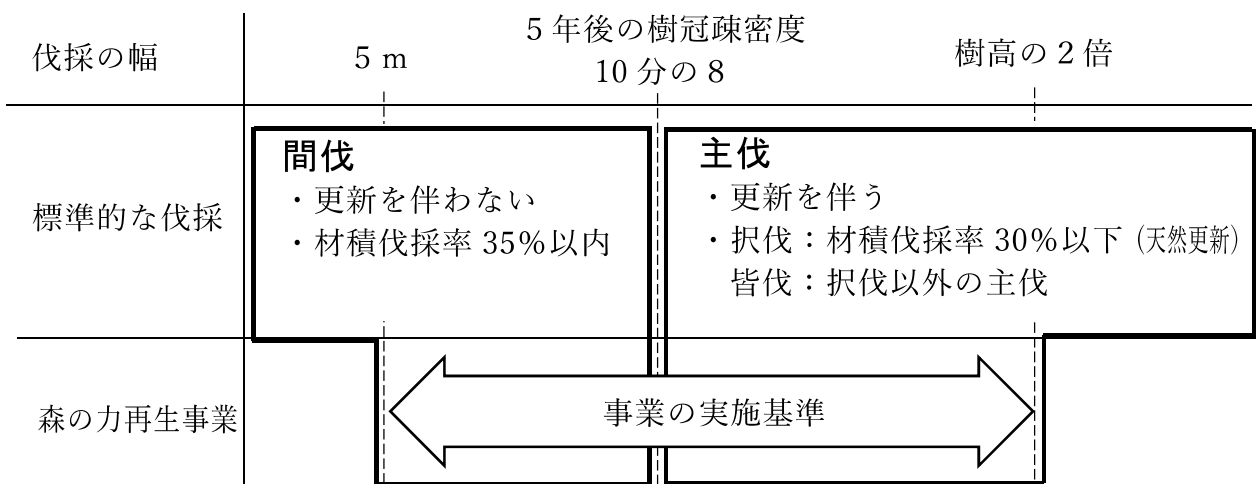 伐採の幅
5 m
5 年後の樹冠疎密度
10 分の 8
樹高の 2 倍
標準的な伐採
間伐
・更新を伴わない
・材積伐採率 35%以内
主伐
・更新を伴う
・択伐：材積伐採率 30%以下 (天然更新)
皆伐：択伐以外の主伐
森の力再生事業
事業の実施基準